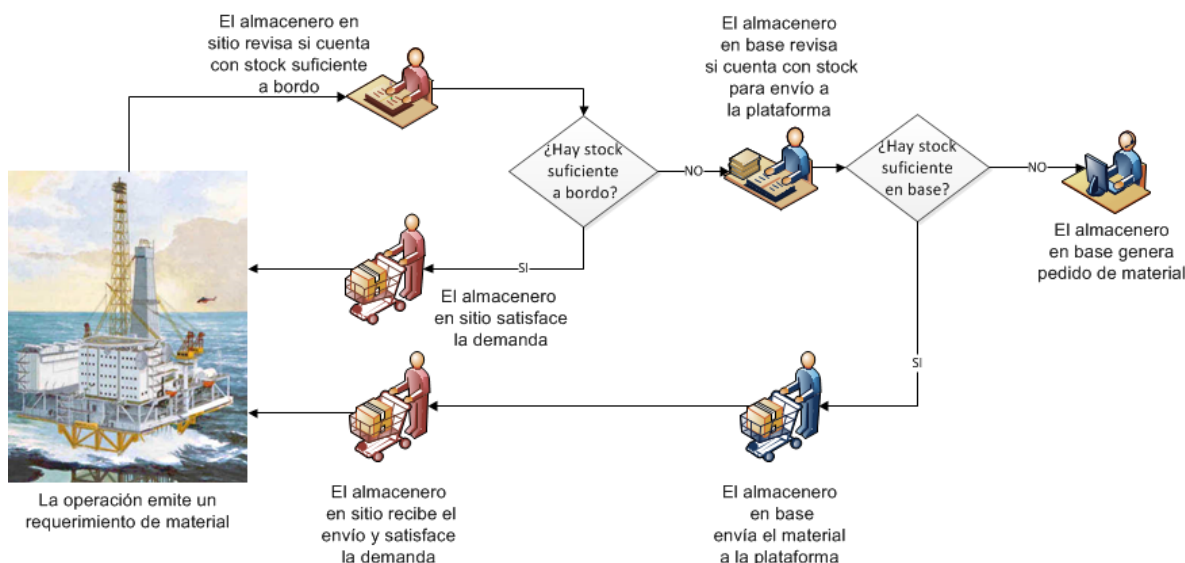 El almacenero en
sitio revisa si cuenta
con stock suficiente
a bordo
El almacenero
en base revisa
si cuenta con stock
para envío a
la plataforma
¿Hay stock
suficiente
a bordo?
NO
¿Hay stock
suficiente
en base?
NO
El almacenero
en base genera
pedido de material
SI
El almacenero
en sitio satisface
la demanda
SI
La operación emite un
requerimiento de material
El almacenero
en sitio recibe el
envío y satisface
la demanda
El almacenero
en base
envía el material
a la plataforma